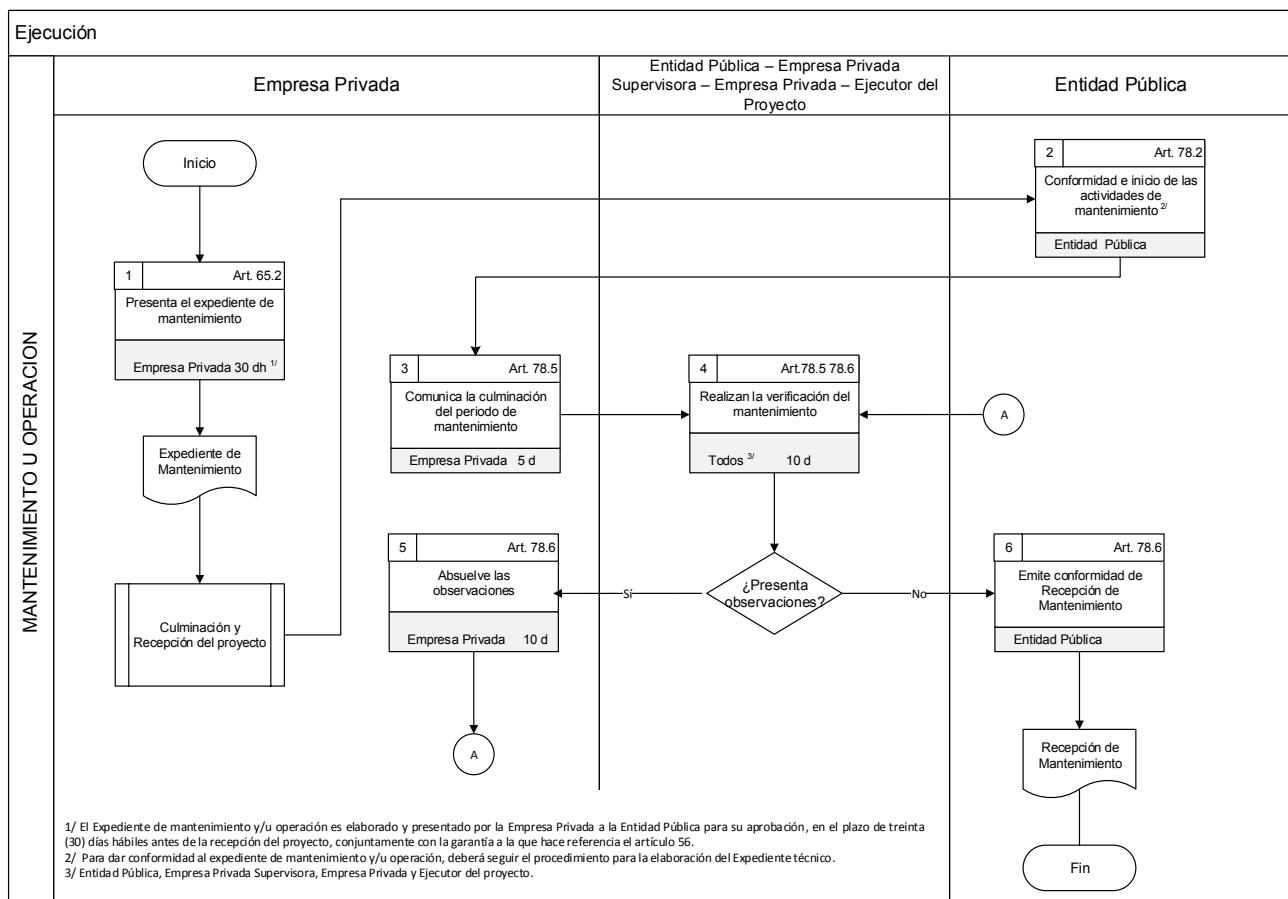 Ejecución
MANTENIMIENTO U OPERACION
Empresa Privada
Entidad Pública – Empresa Privada
Supervisora – Empresa Privada – Ejecutor del
Proyecto
Entidad Pública
Inicio
1 Art. 65.2
Presenta el expediente de
mantenimiento
Empresa Privada 30 dh 1/
Expediente de
Mantenimiento
Culminación y
Recepción del proyecto
2 Art. 78.2
Conformidad e inicio de las
actividades de
mantenimiento 2/
Entidad Pública
3 Art. 78.5
Comunica la culminación
del periodo de
mantenimiento
Empresa Privada 5 d
4 Art.78.5 78.6
Realizan la verificación del
mantenimiento
Todos 3/ 10 d
A
¿Presenta
observaciones?
Sí
No
5 Art. 78.6
Absuelve las
observaciones
Empresa Privada 10 d
A
6 Art. 78.6
Emite conformidad de
Recepción de
Mantenimiento
Entidad Pública
Recepción de
Mantenimiento
Fin
1/ El Expediente de mantenimiento y/u operación es elaborado y presentado por la Empresa Privada a la Entidad Pública para su aprobación, en el plazo de treinta
(30) días hábiles antes de la recepción del proyecto, conjuntamente con la garantía a la que hace referencia el artículo 56.
2/ Para dar conformidad al expediente de mantenimiento y/u operación, deberá seguir el procedimiento para la elaboración del Expediente técnico.
3/ Entidad Pública, Empresa Privada Supervisora, Empresa Privada y Ejecutor del proyecto.